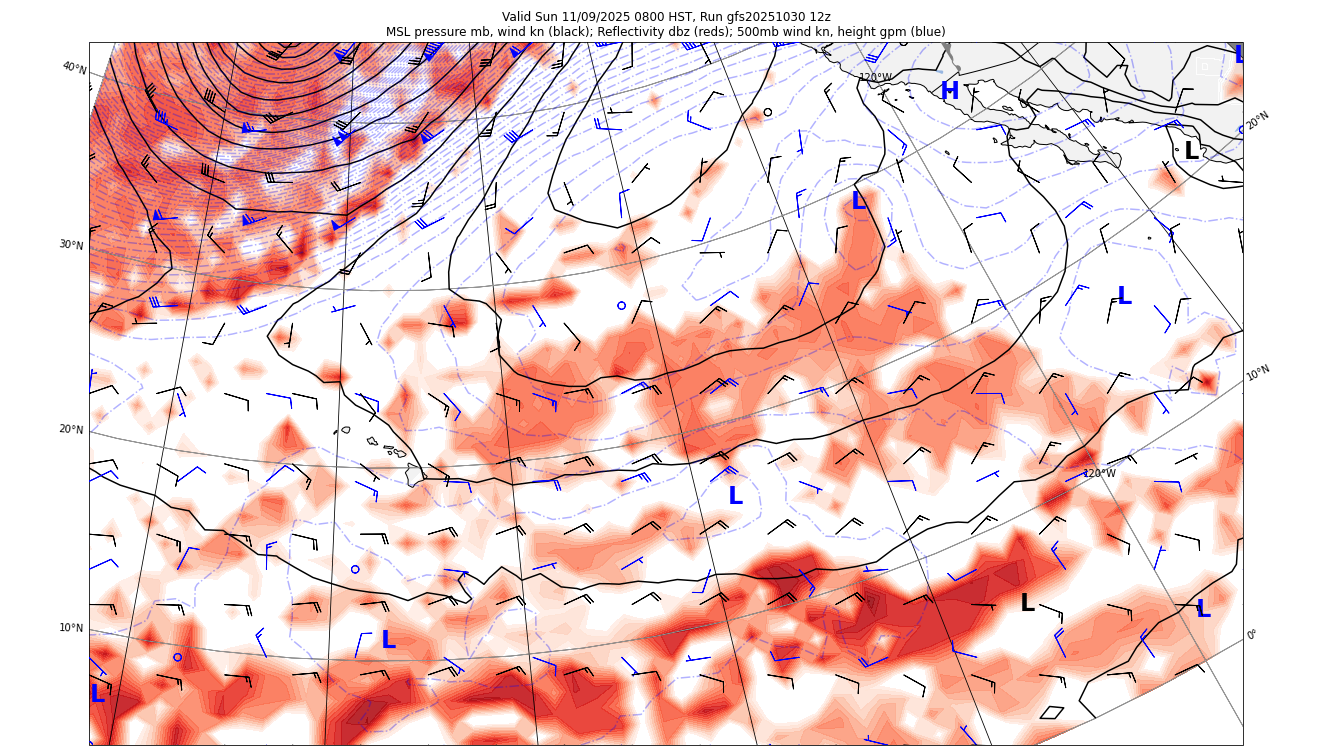 Valid Sun 11/09/2025 0800 HST, Run gfs20251030 12z
MSL pressure mb, wind kn (black); Reflectivity dbz (reds); 500mb wind kn, height gpm (blue)
40°N
120°W
H
L
20°N
L
L
30°N
L
10°N
20°N
120°W
L
10°N
L
L
0°
L
L